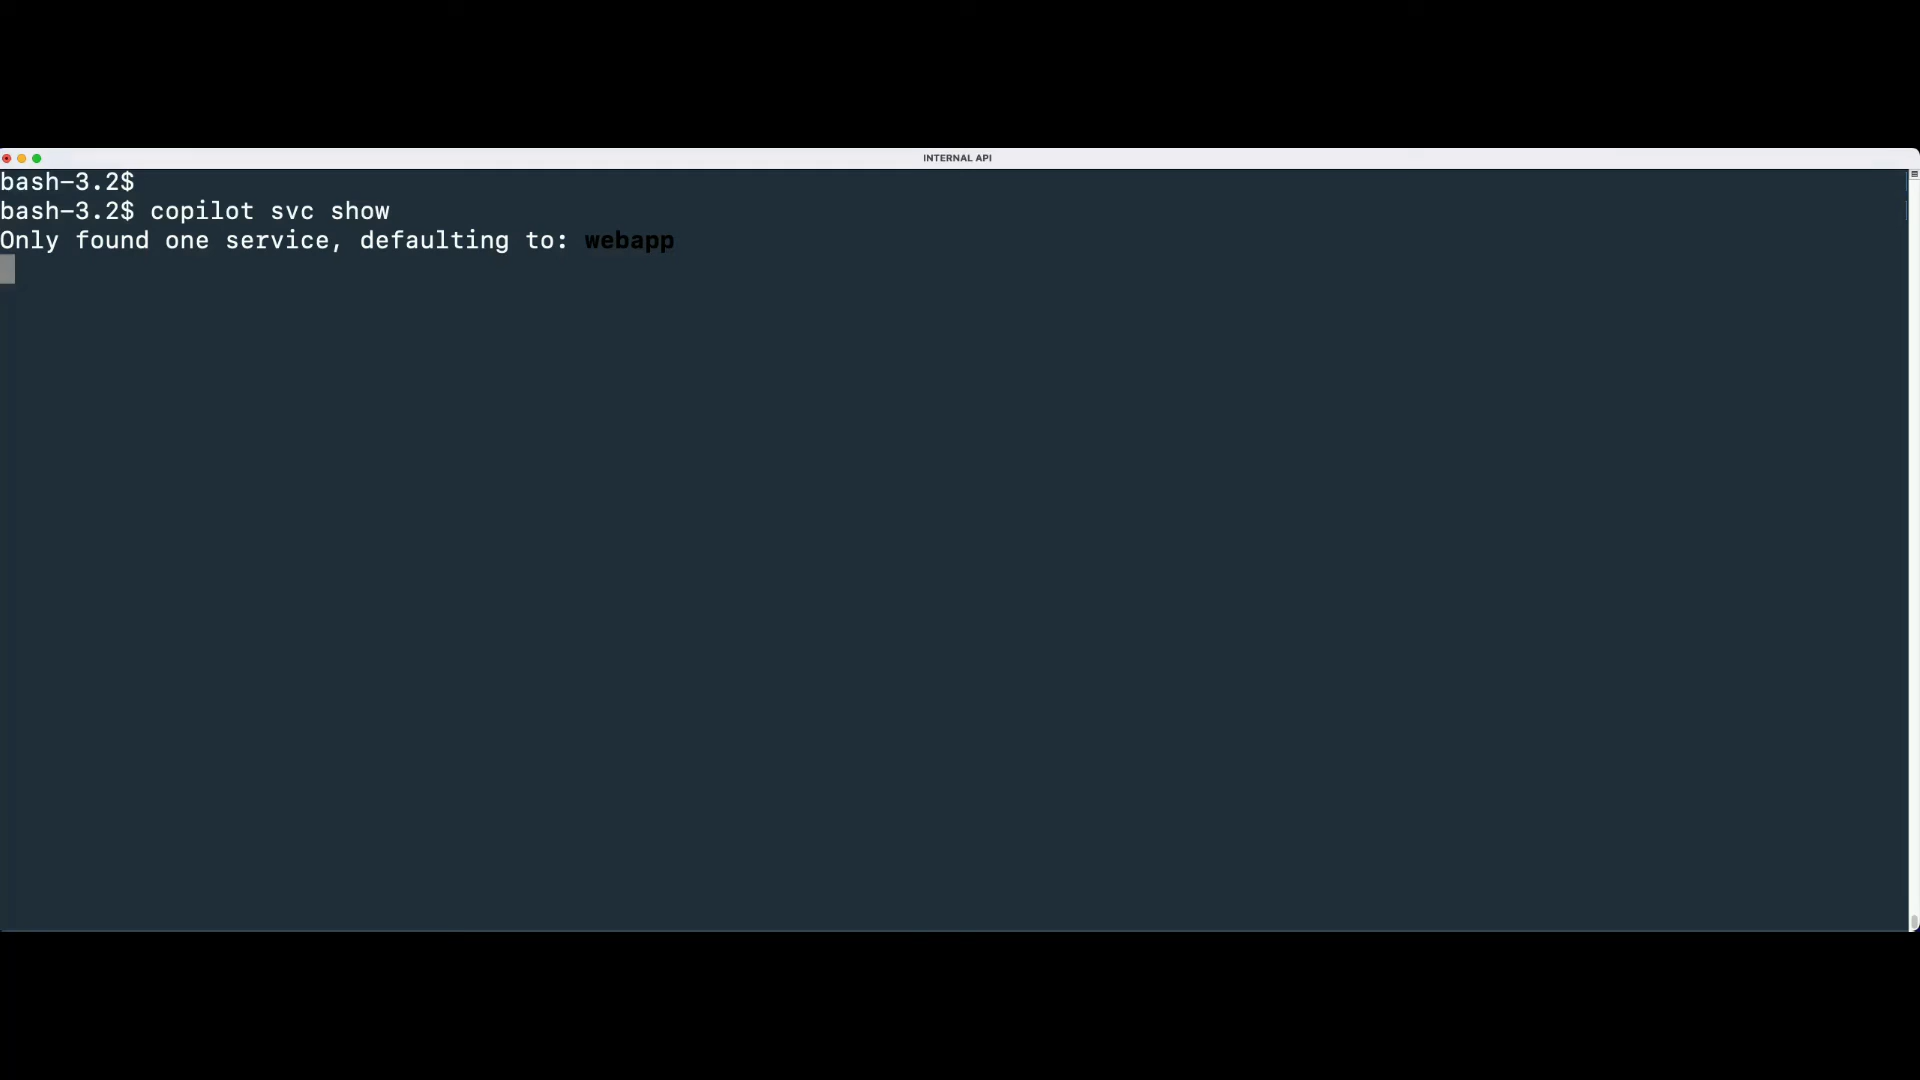 INTERNAL API
bash-3.2$
bash-3.2$ copilot svc show
Only found one service, defaulting to: webapp